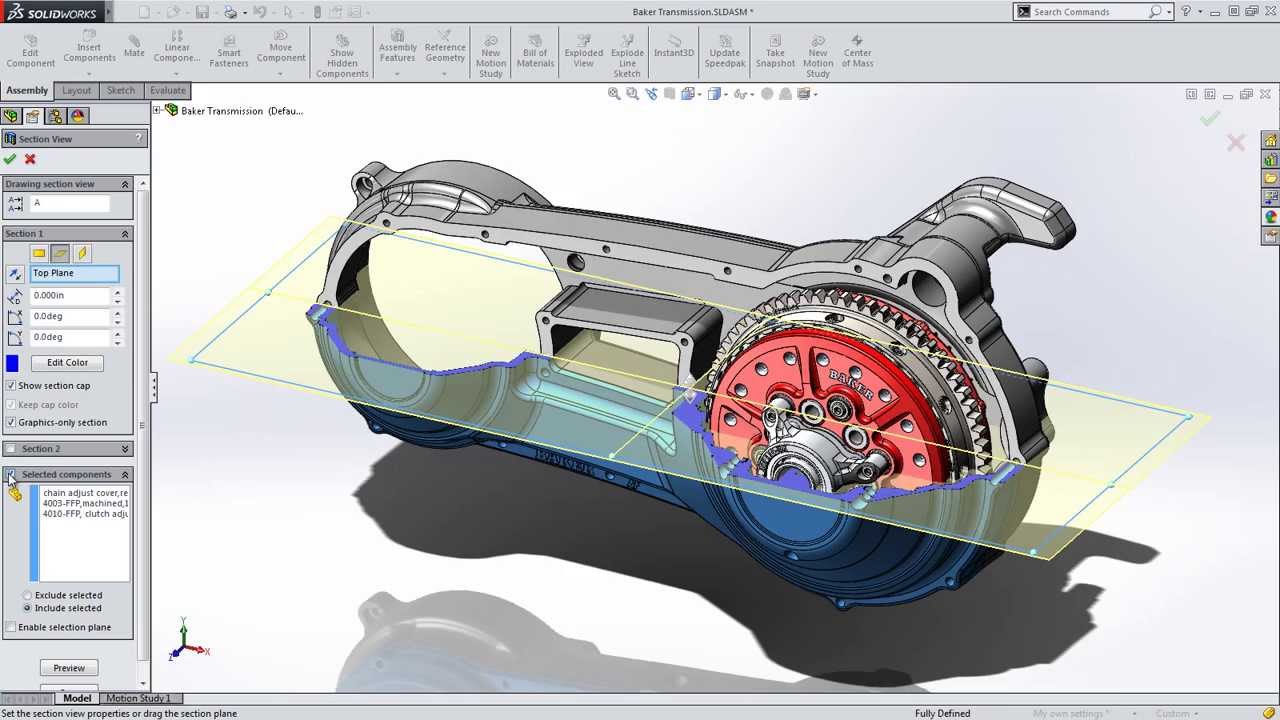 SOLIDWORKS
Baker Transmission.SLDASM *
Search Commands
Edit Component
Insert Components
Mate
Linear Compone...
Smart Fasteners
Move Component
Show Hidden Components
Assembly Features
Reference Geometry
New Motion Study
Bill of Materials
Exploded View
Explode Line Sketch
Instant3D
Update Speedpak
Take Snapshot
New Motion Study
Center of Mass
Assembly
Layout
Sketch
Evaluate
Baker Transmission (Defau...
Section View
?
Drawing section view
A
Section 1
Top Plane
0.000in
0.0deg
0.0deg
Edit Color
Show section cap
Keep cap color
Graphics-only section
Section 2
Selected components
chain adjust cover,re
4003-FFP,machined,1
4010-FFP, clutch adju
Exclude selected
Include selected
Enable selection plane
Preview
BAKER
Y
X
Z
Model
Motion Study 1
Set the section view properties or drag the section plane
Fully Defined
My own settings *
Custom